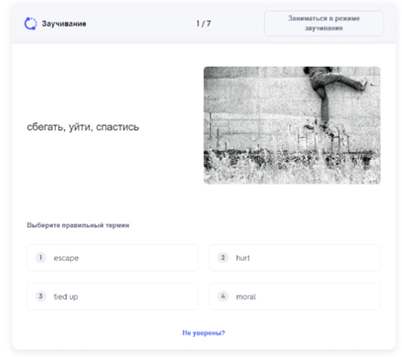 Заучивание
1 / 7
Заниматься в режиме
заучивание
сбегать, уйти, спастись
Выберите правильный термин
1 escape
2 hurt
3 tied up
4 moral
Не уверены?